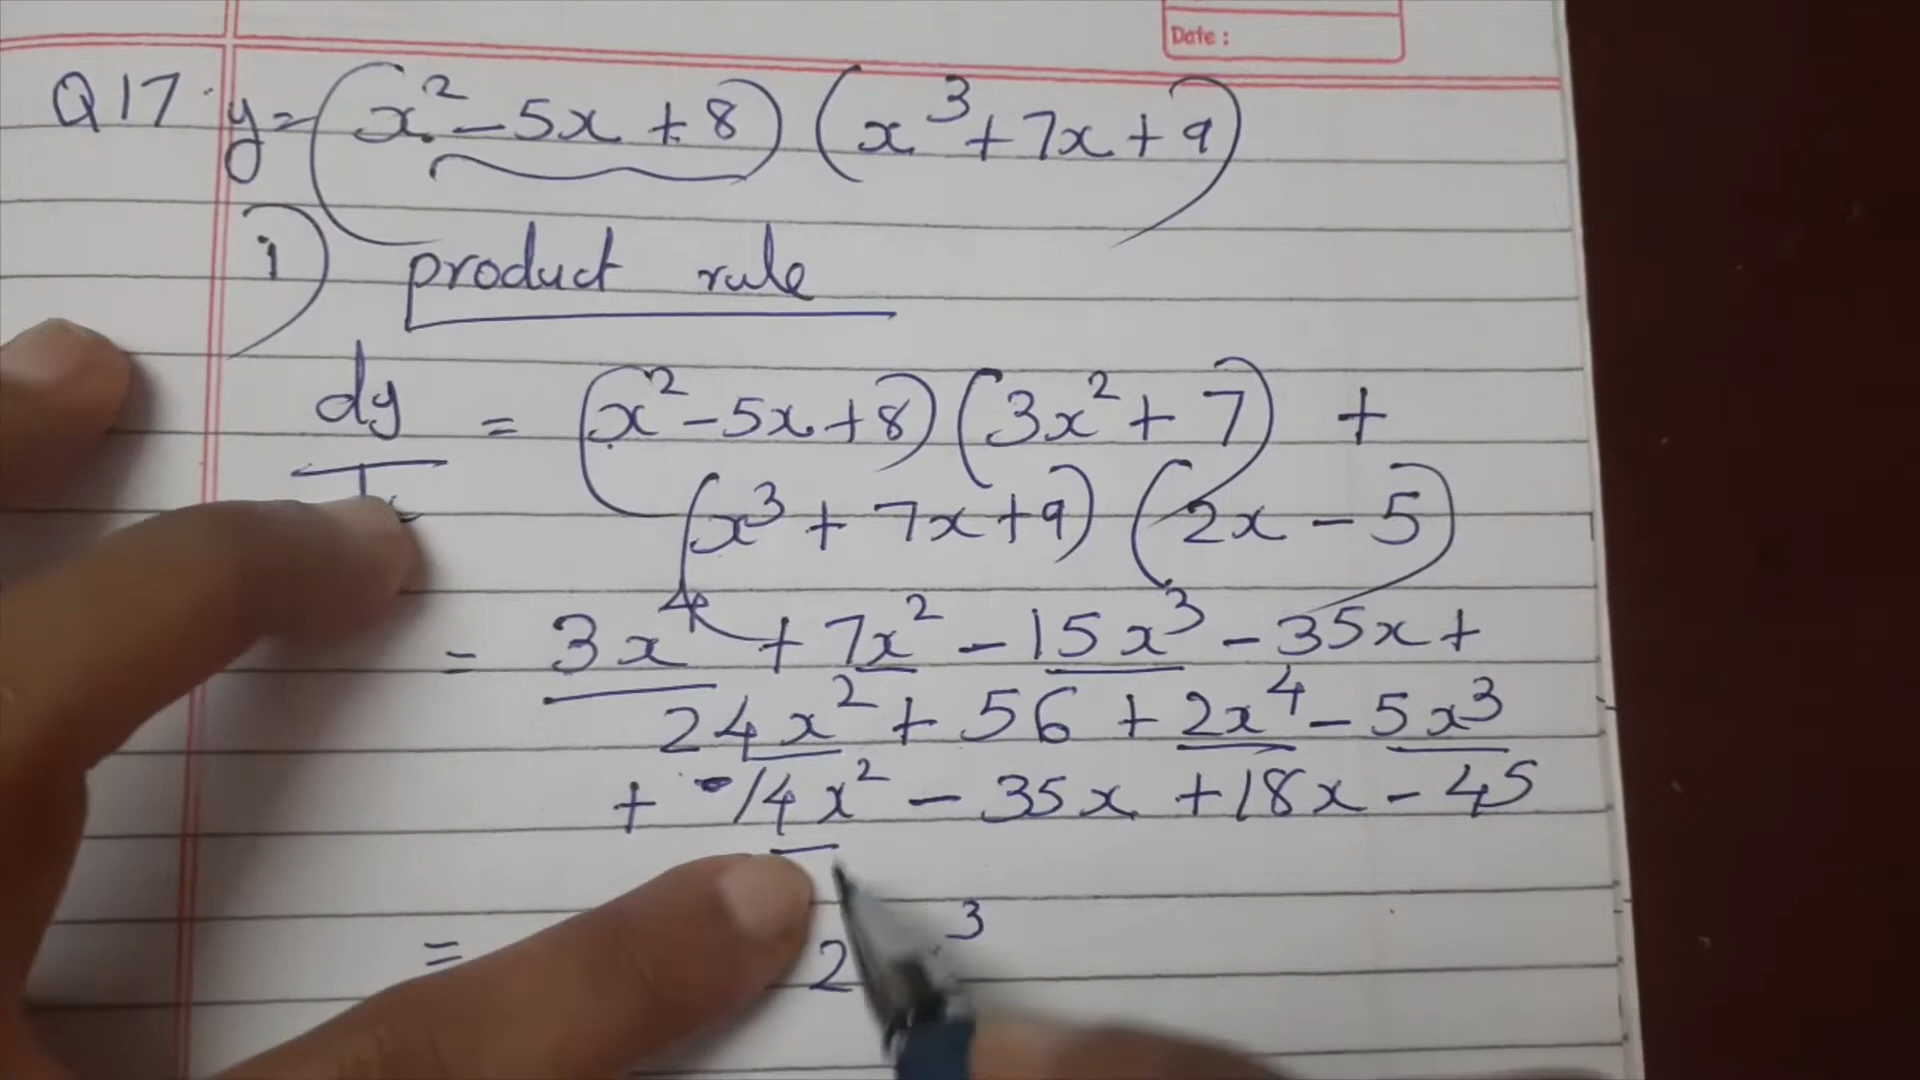 Date :
Q17. y = (x² - 5x + 8) (x³ + 7x + 9)
i) product rule
dy = (x² - 5x + 8) (3x² + 7) +
(x³ + 7x + 9) (2x - 5)
= 3x⁴ + 7x² - 15x³ - 35x +
24x² + 56 + 2x⁴ - 5x³
+ 14x² - 35x + 18x - 45
= 2 ³